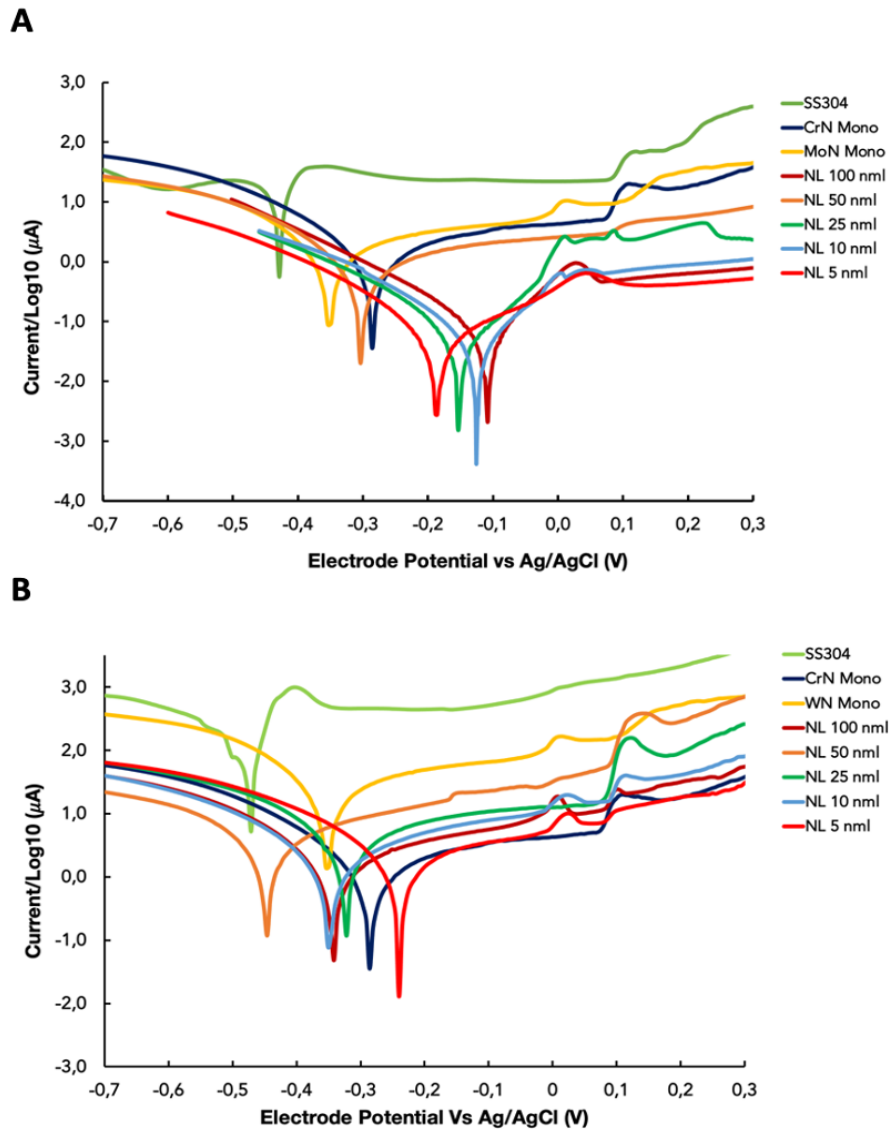 A
3,0
2,0
1,0
0,0
-1,0
-2,0
-3,0
-4,0
Current/Log10 (µA)
-0,7 -0,6 -0,5 -0,4 -0,3 -0,2 -0,1 0,0 0,1 0,2 0,3
Electrode Potential vs Ag/AgCl (V)
SS304
CrN Mono
MoN Mono
NL 100 nml
NL 50 nml
NL 25 nml
NL 10 nml
NL 5 nml
B
3,0
2,0
1,0
0,0
-1,0
-2,0
-3,0
Current/Log10 (µA)
-0,7 -0,6 -0,5 -0,4 -0,3 -0,2 -0,1 0 0,1 0,2 0,3
Electrode Potential Vs Ag/AgCl (V)
SS304
CrN Mono
WN Mono
NL 100 nml
NL 50 nml
NL 25 nml
NL 10 nml
NL 5 nml